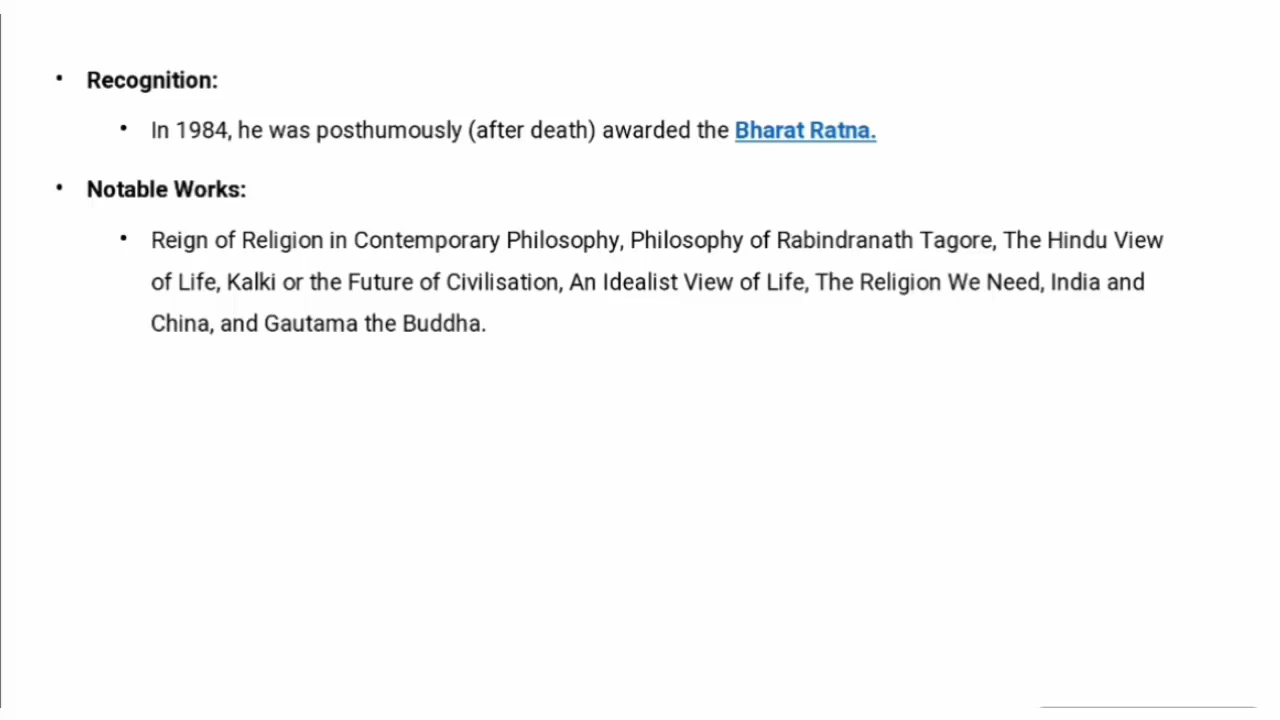 • Recognition:
• In 1984, he was posthumously (after death) awarded the Bharat Ratna.
• Notable Works:
• Reign of Religion in Contemporary Philosophy, Philosophy of Rabindranath Tagore, The Hindu View
of Life, Kalki or the Future of Civilisation, An Idealist View of Life, The Religion We Need, India and
China, and Gautama the Buddha.